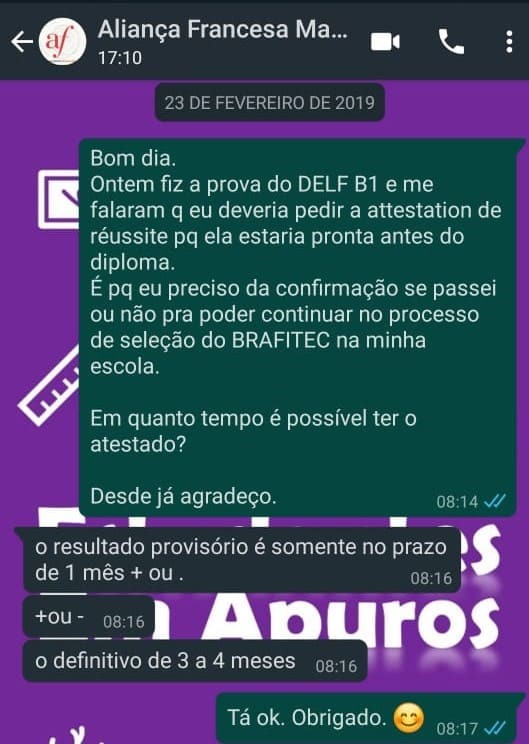 Aliança Francesa Ma...
af
17:10
23 DE FEVEREIRO DE 2019
Bom dia.
Ontem fiz a prova do DELF B1 e me
falaram q eu deveria pedir a attestation de
réussite pq ela estaria pronta antes do
diploma.
É pq eu preciso da confirmação se passei
ou não pra poder continuar no processo
de seleção do BRAFITEC na minha
escola.
Em quanto tempo é possível ter o
atestado?
Desde já agradeço.
08:14
o resultado provisório é somente no prazo
de 1 mês + ou .
08:16
+ou -
08:16
Apuros
o definitivo de 3 a 4 meses
08:16
Tá ok. Obrigado. 😊
08:17